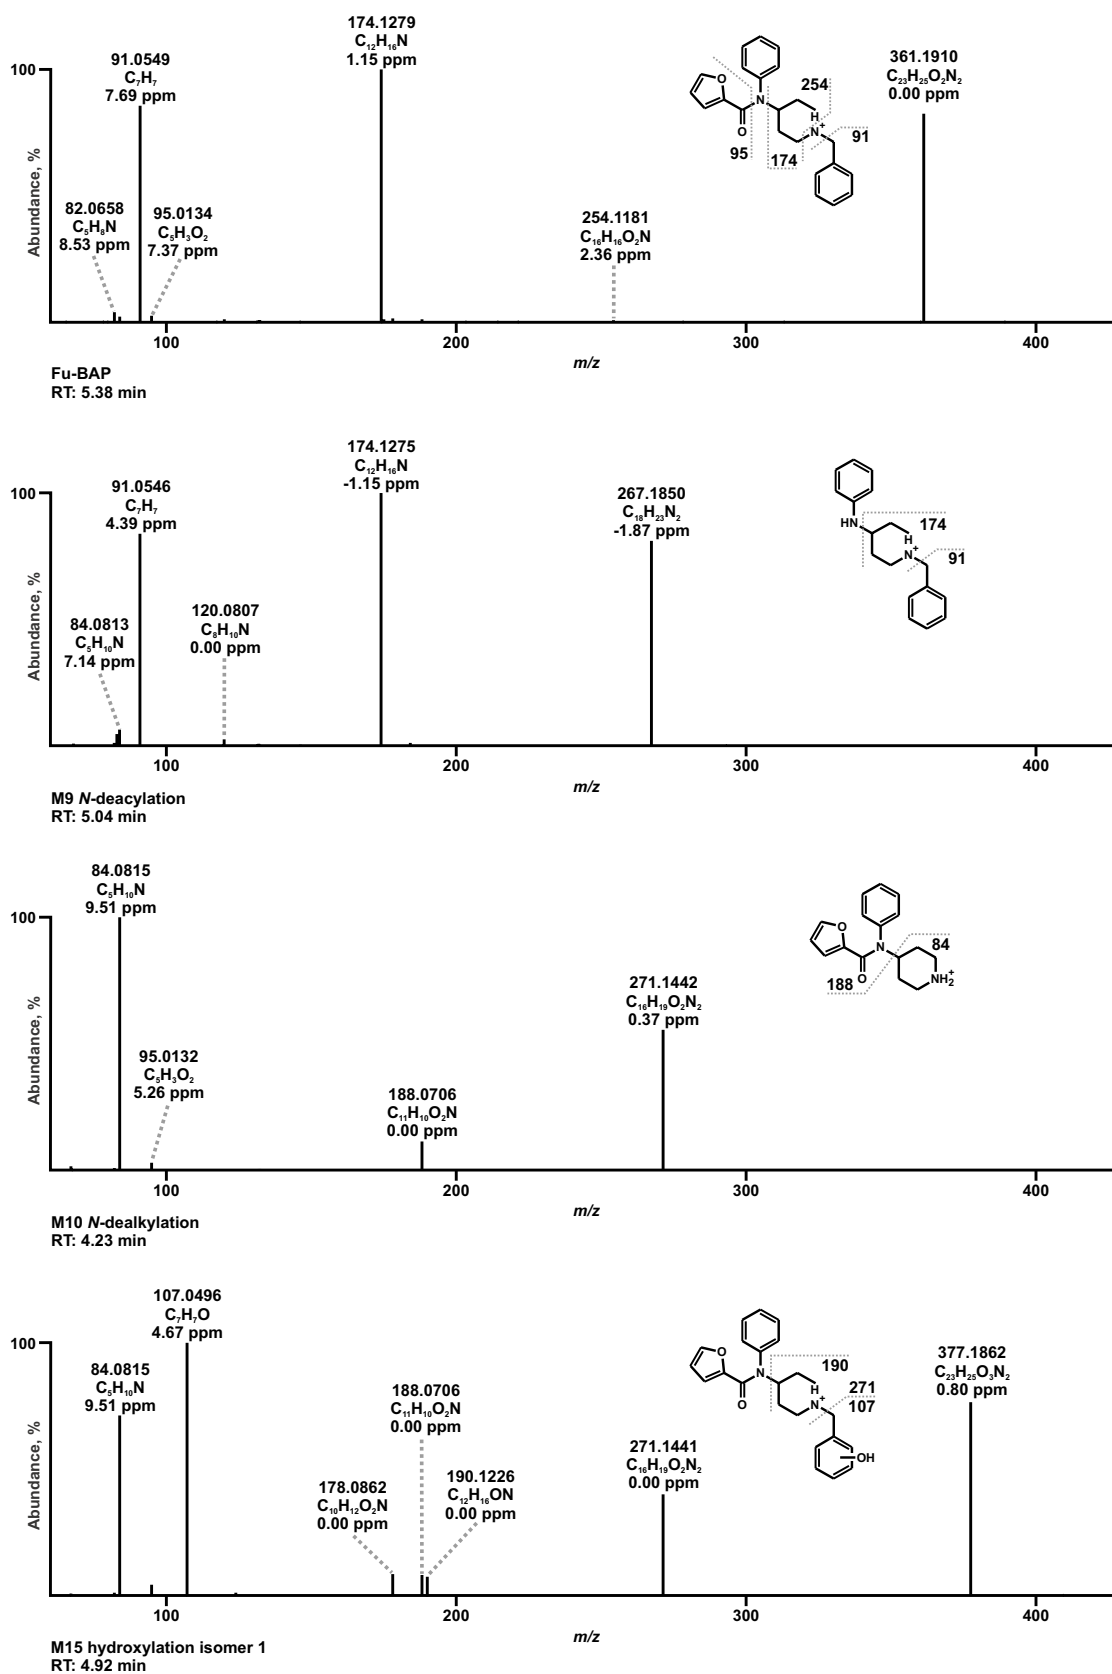 174.1279
C12H16N
1.15 ppm
91.0549
C7H7
7.69 ppm
361.1910
C23H25O2N2
0.00 ppm
100
82.0658
C5H8N
8.53 ppm
95.0134
C5H3O2
7.37 ppm
254.1181
C16H16O2N
2.36 ppm
O
N
O
H
N+
254
95
174
91
Abundance, %
100
200
300
400
m/z
Fu-BAP
RT: 5.38 min
174.1275
C12H16N
-1.15 ppm
91.0546
C7H7
4.39 ppm
267.1850
C18H23N2
-1.87 ppm
100
84.0813
C5H10N
7.14 ppm
120.0807
C8H10N
0.00 ppm
HN
H
N+
174
91
Abundance, %
100
200
300
400
m/z
M9 N-deacylation
RT: 5.04 min
84.0815
C5H10N
9.51 ppm
100
95.0132
C5H3O2
5.26 ppm
188.0706
C11H10O2N
0.00 ppm
271.1442
C16H19O2N2
0.37 ppm
O
N
O
NH2+
84
188
Abundance, %
100
200
300
400
m/z
M10 N-dealkylation
RT: 4.23 min
107.0496
C7H7O
4.67 ppm
100
84.0815
C5H10N
9.51 ppm
188.0706
C11H10O2N
0.00 ppm
178.0862
C10H12O2N
0.00 ppm
190.1226
C12H16ON
0.00 ppm
271.1441
C16H19O2N2
0.00 ppm
377.1862
C23H25O3N2
0.80 ppm
O
N
O
H
N+
OH
190
271
107
Abundance, %
100
200
300
400
m/z
M15 hydroxylation isomer 1
RT: 4.92 min